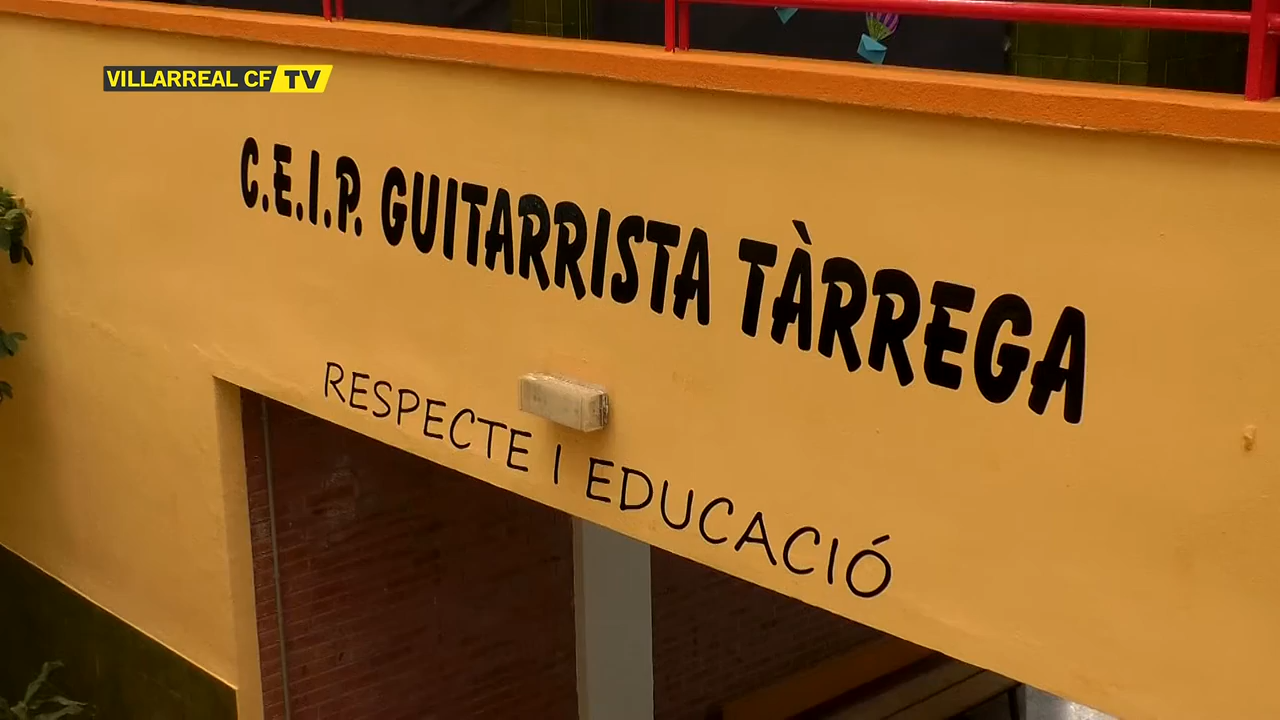 VILLARREAL CF TV
C.E.I.P. GUITARRISTA TÀRREGA
RESPECTE I EDUCACIÓ